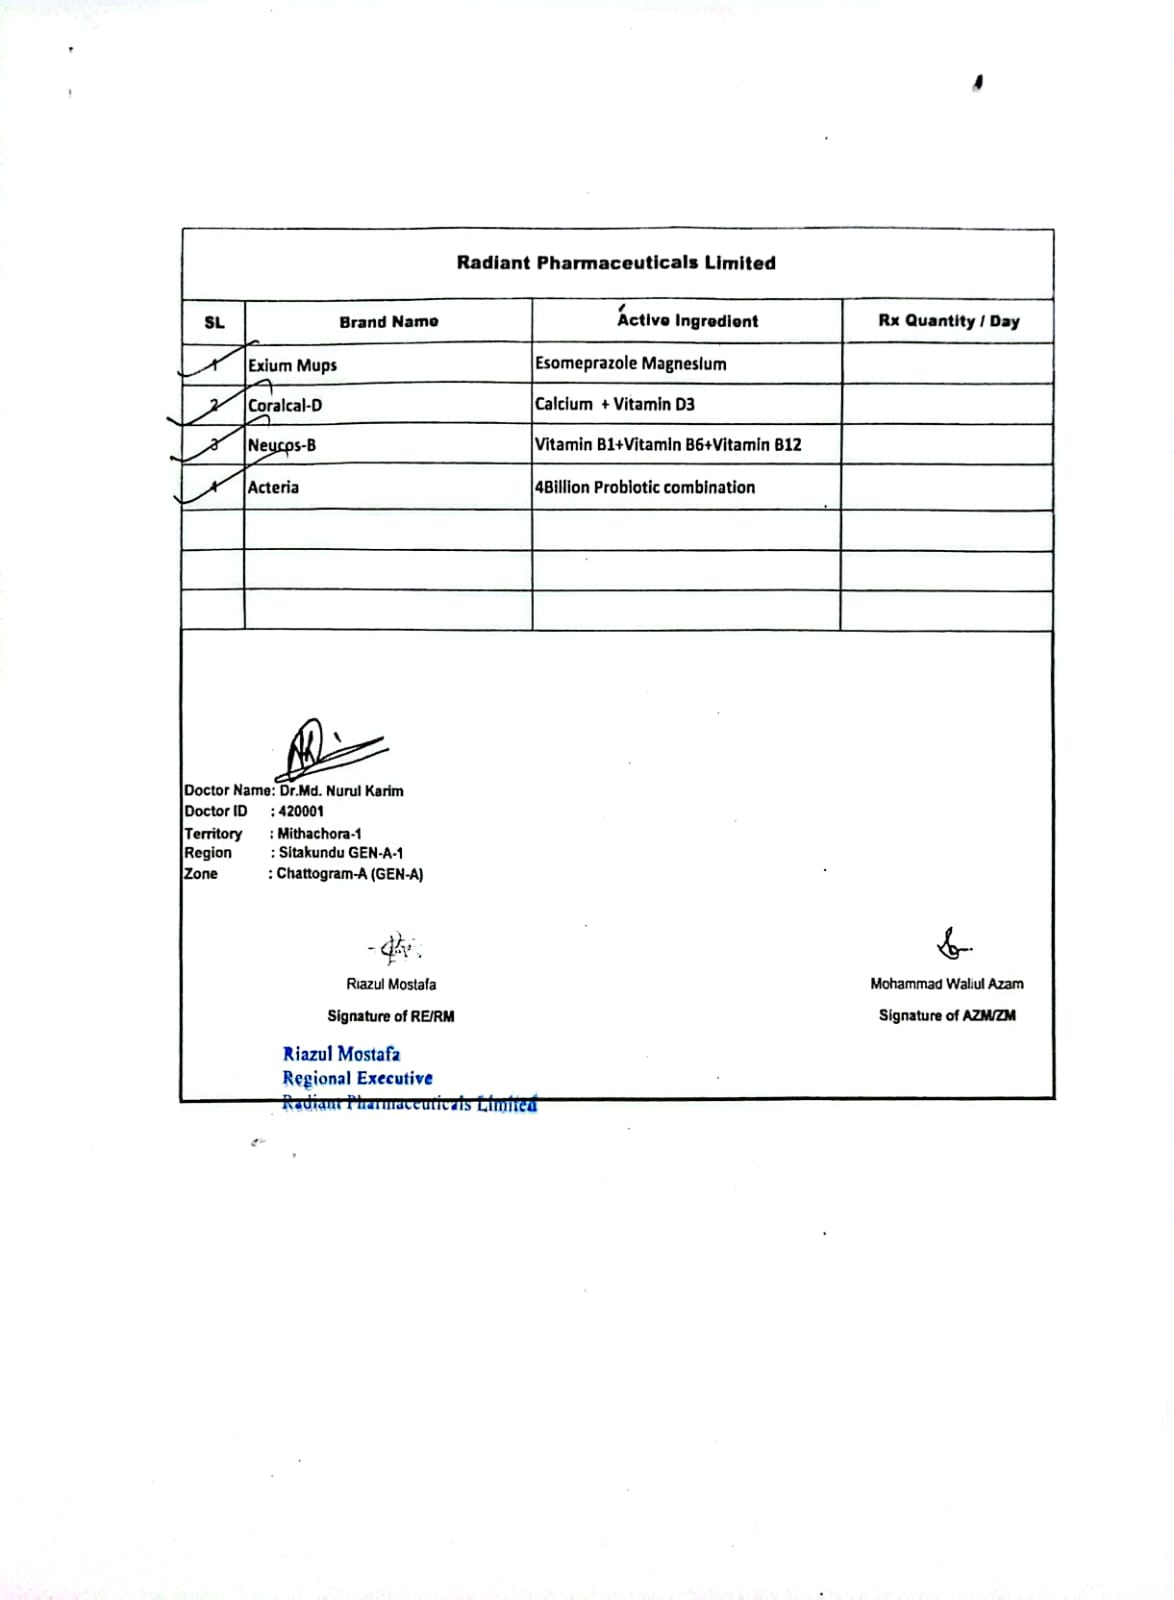 Radiant Pharmaceuticals Limited
SL Brand Name Active Ingredient Rx Quantity / Day
1 Exium Mups Esomeprazole Magnesium
2 Coralcal-D Calcium + Vitamin D3
3 Neucos-B Vitamin B1+Vitamin B6+Vitamin B12
4 Acteria 4Billion Probiotic combination
Doctor Name: Dr.Md. Nurul Karim
Doctor ID : 420001
Territory : Mithachora-1
Region : Sitakundu GEN-A-1
Zone : Chattogram-A (GEN-A)
Riazul Mostafa Mohammad Waliul Azam
Signature of RE/RM Signature of AZM/ZM
Riazul Mostafa
Regional Executive
Radiant Pharmaceuticals Limited